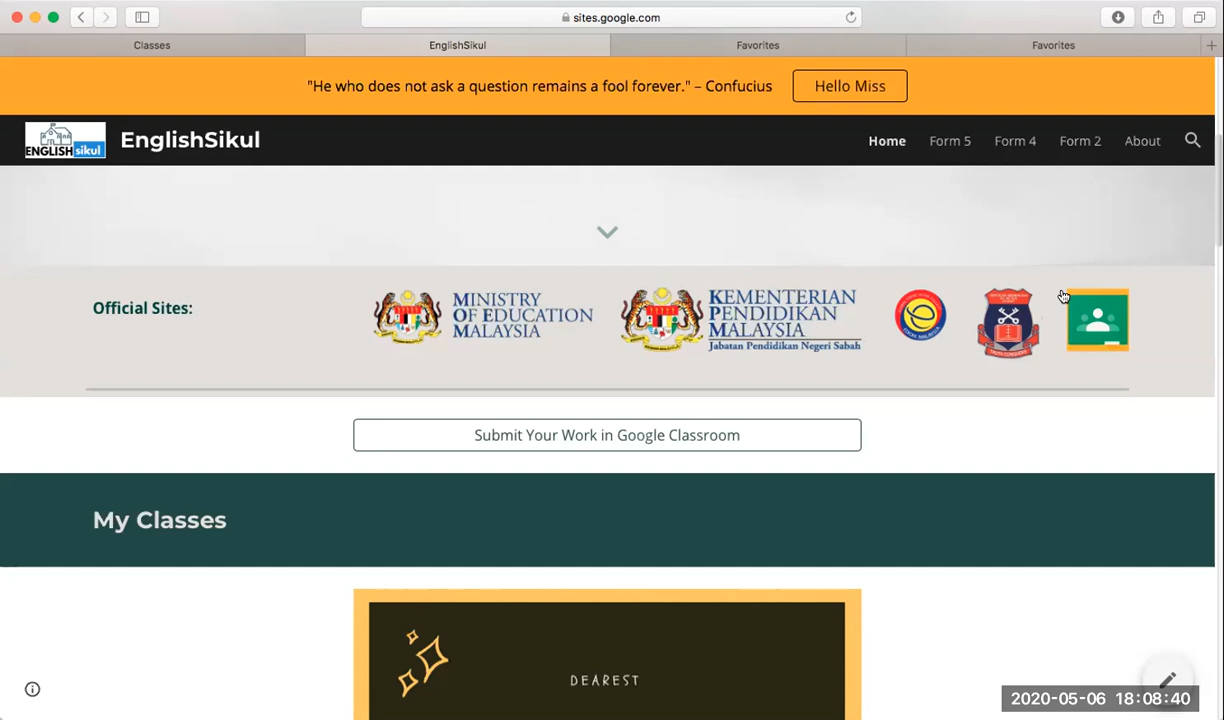 sites.google.com
Classes
EnglishSikul
Favorites
Favorites
"He who does not ask a question remains a fool forever." – Confucius
Hello Miss
ENGLISH sikul
EnglishSikul
Home
Form 5
Form 4
Form 2
About
Official Sites:
MINISTRY
OF EDUCATION
MALAYSIA
KEMENTERIAN
PENDIDIKAN
MALAYSIA
Jabatan Pendidikan Negeri Sabah
TRUTH CONQUERS
Submit Your Work in Google Classroom
My Classes
DEAREST
2020-05-06 18:08:40